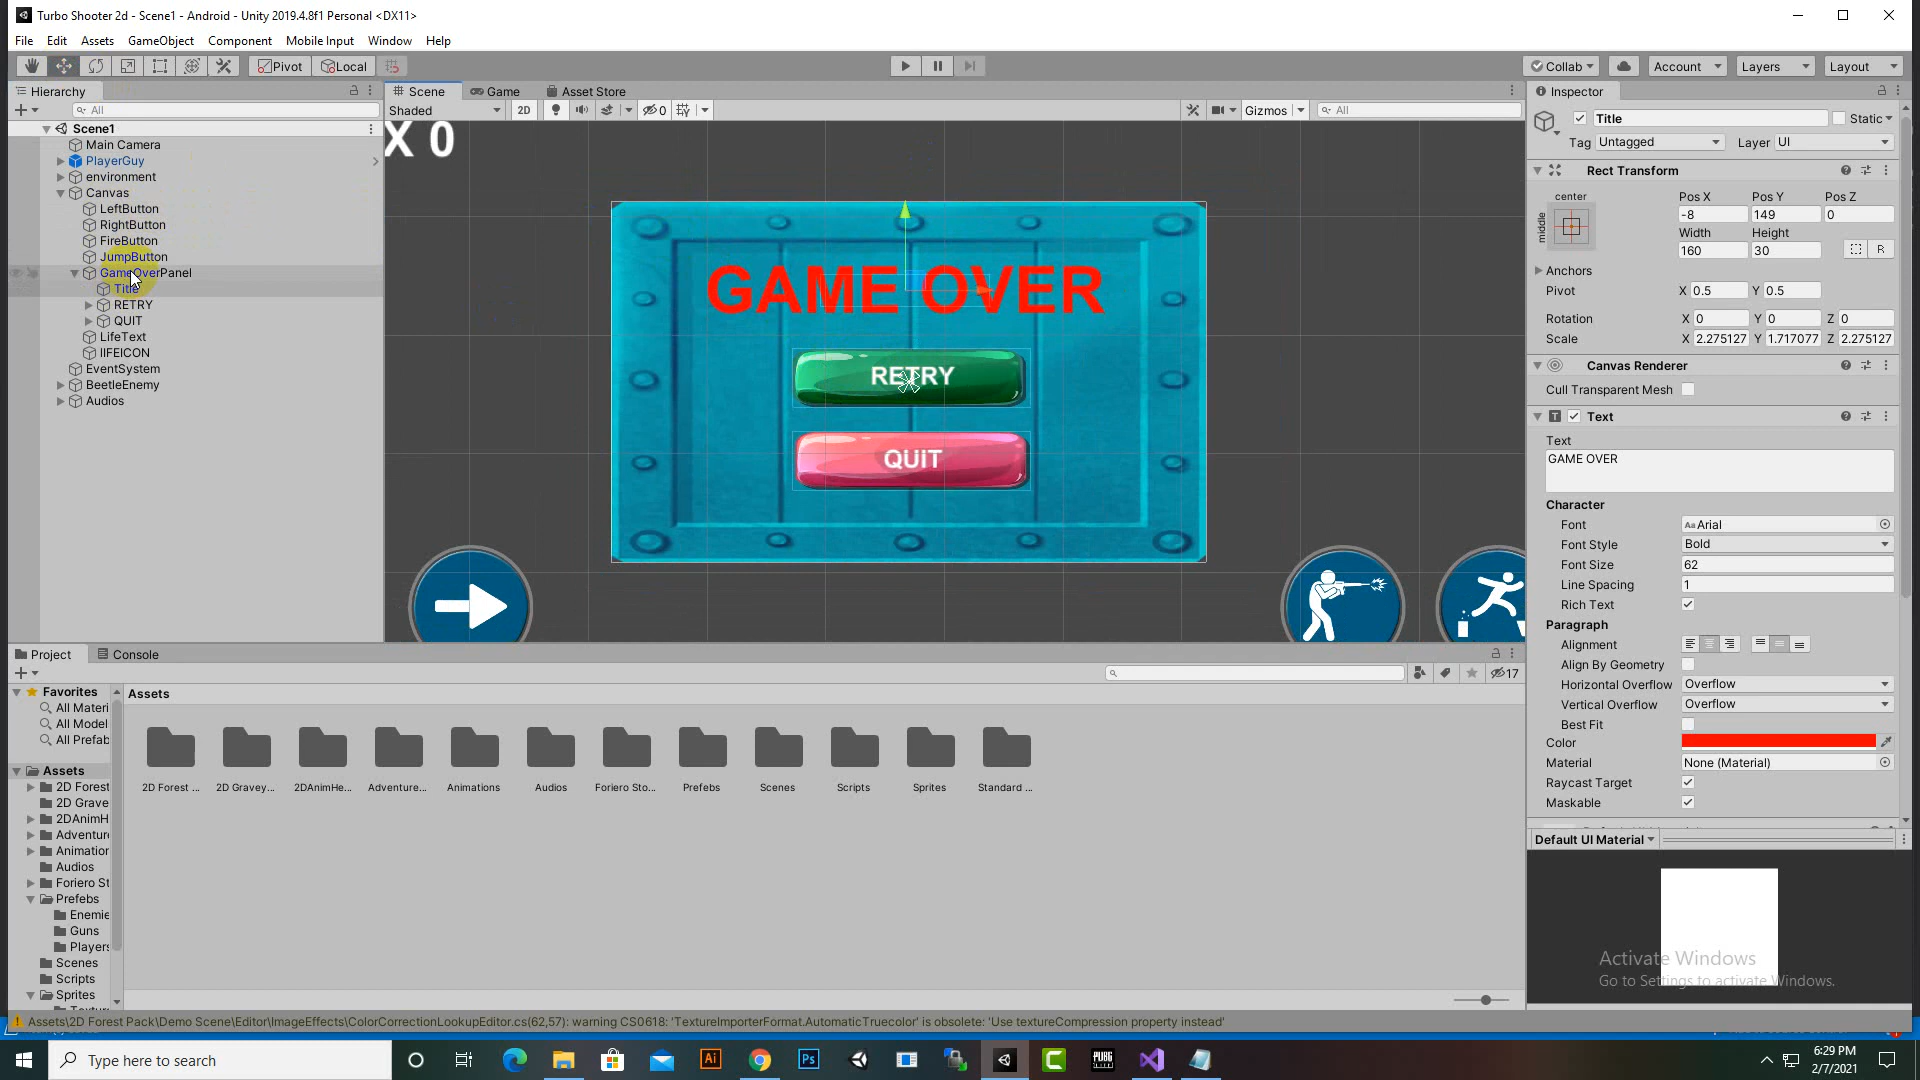 Turbo Shooter 2d - Scene1 - Android - Unity 2019.4.8f1 Personal <DX11>
File Edit Assets GameObject Component Mobile Input Window Help
Pivot Local Collab Account Layers Layout
Hierarchy
All
Scene1
Main Camera
PlayerGuy
environment
Canvas
LeftButton
RightButton
FireButton
JumpButton
GameOverPanel
Title
RETRY
QUIT
LifeText
lIFEICON
EventSystem
BeetleEnemy
Audios
Scene Game Asset Store
Shaded 2D 0 Gizmos All
X 0
GAME OVER
RETRY
QUIT
Inspector
Title Static
Tag Untagged Layer UI
Rect Transform
center
middle
Pos X Pos Y Pos Z
-8 149 0
Width Height
160 30 R
Anchors
Pivot X 0.5 Y 0.5
Rotation X 0 Y 0 Z 0
Scale X 2.275127 Y 1.717077 Z 2.275127
Canvas Renderer
Cull Transparent Mesh
Text
Text
GAME OVER
Character
Font Arial
Font Style Bold
Font Size 62
Line Spacing 1
Rich Text
Paragraph
Alignment
Align By Geometry
Horizontal Overflow Overflow
Vertical Overflow Overflow
Best Fit
Color
Material None (Material)
Raycast Target
Maskable
Default UI Material
Activate Windows
Go to Settings to activate Windows.
Project Console
17
Favorites
All Materi
All Model
All Prefab
Assets
2D Forest
2D Grave
2DAnimH
Adventur
Animation
Audios
Foriero St
Prefebs
Enemie
Guns
Players
Scenes
Scripts
Sprites
Assets
2D Forest ... 2D Gravey... 2DAnimHe... Adventure... Animations Audios Foriero Sto... Prefebs Scenes Scripts Sprites Standard ...
Assets\2D Forest Pack\Demo Scene\Editor\ImageEffects\ColorCorrectionLookupEditor.cs(62,57): warning CS0618: 'TextureImporterFormat.AutomaticTruecolor' is obsolete: 'Use textureCompression property instead'
Type here to search
Ai
Ps
PUBG
6:29 PM
2/7/2021